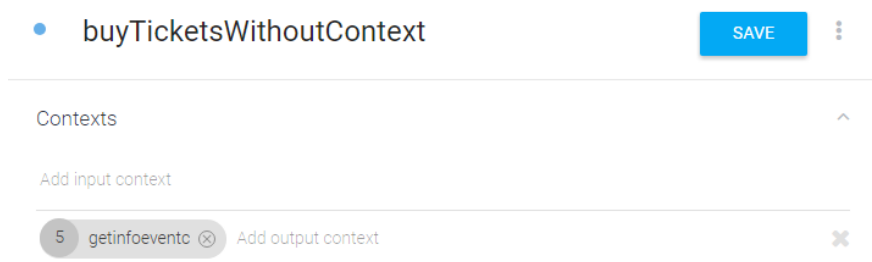 buyTicketsWithoutContext SAVE
Contexts
Add input context
5 getinfoeventc Add output context